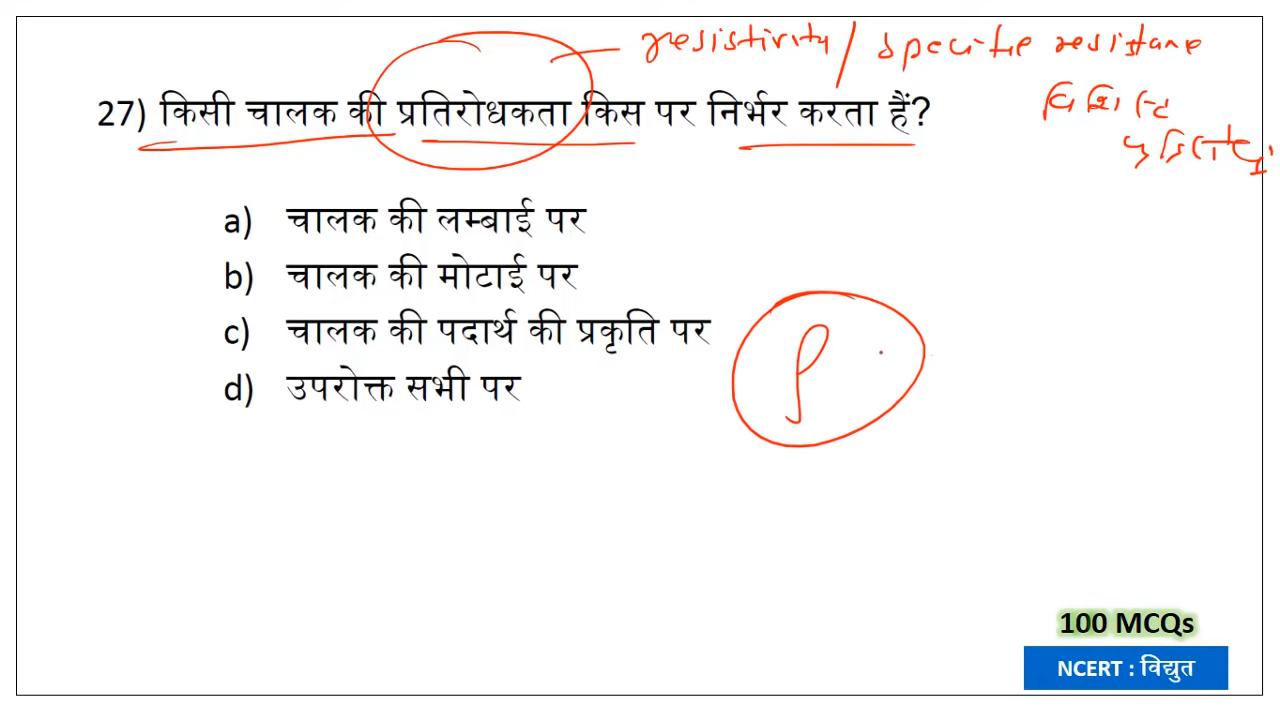 resistivity / specific resistance
27) किसी चालक की प्रतिरोधकता किस पर निर्भर करता हैं?
विशिष्ट
प्रतिरोध
a) चालक की लम्बाई पर
b) चालक की मोटाई पर
c) चालक की पदार्थ की प्रकृति पर
ρ
d) उपरोक्त सभी पर
100 MCQs
NCERT : विद्युत